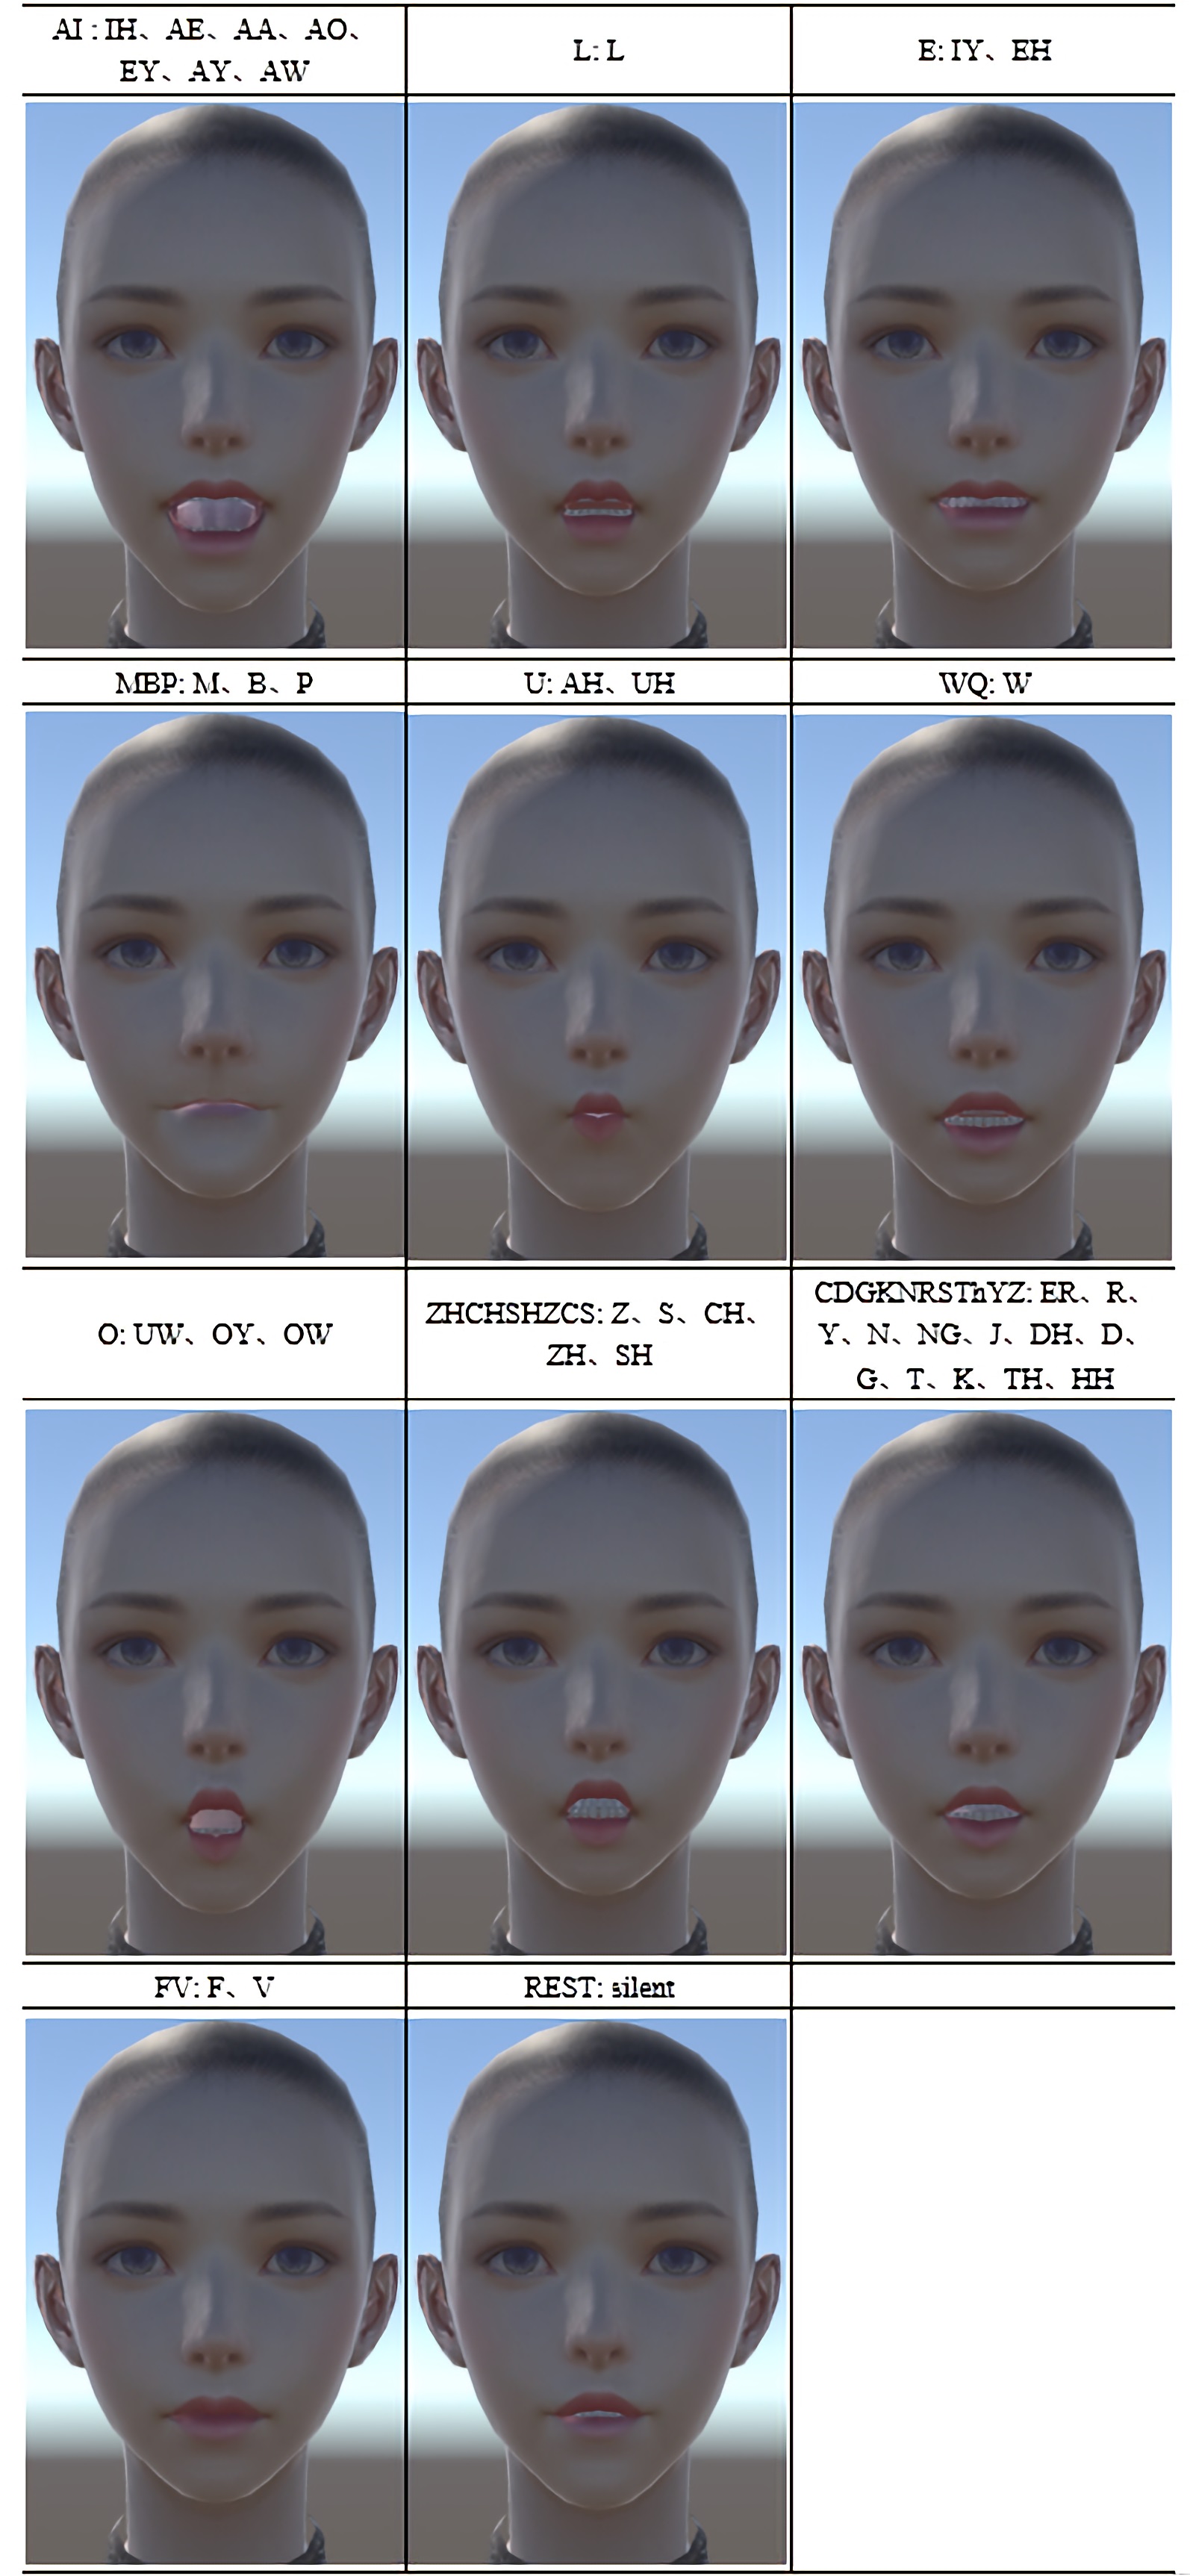 AI : IH、AE、AA、AO、
EY、AY、AW
L: L
E: IY、EH
MBP: M、B、P
U: AH、UH
WQ: W
O: UW、OY、OW
ZHCHSHZCS: Z、S、CH、
ZH、SH
CDGKNRSThYZ: ER、R、
Y、N、NG、J、DH、D、
G、T、K、TH、HH
FV: F、V
REST: silent